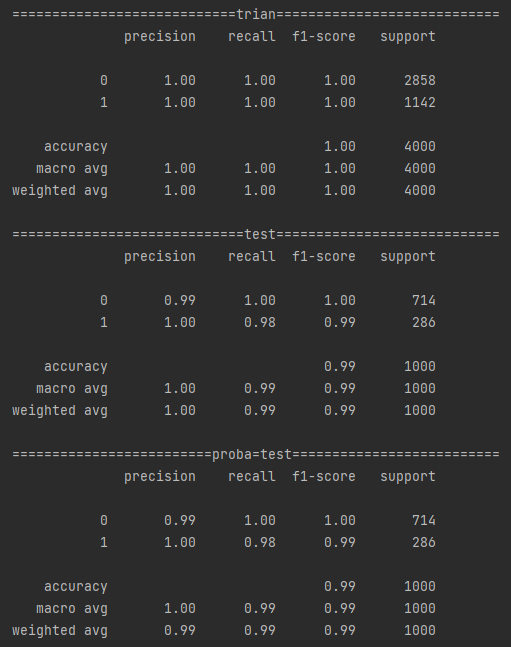 ============================trian============================
              precision    recall  f1-score   support

           0       1.00      1.00      1.00      2858
           1       1.00      1.00      1.00      1142

    accuracy                           1.00      4000
   macro avg       1.00      1.00      1.00      4000
weighted avg       1.00      1.00      1.00      4000

=============================test============================
              precision    recall  f1-score   support

           0       0.99      1.00      1.00       714
           1       1.00      0.98      0.99       286

    accuracy                           0.99      1000
   macro avg       1.00      0.99      0.99      1000
weighted avg       1.00      0.99      0.99      1000

=========================proba=test==========================
              precision    recall  f1-score   support

           0       0.99      1.00      1.00       714
           1       1.00      0.98      0.99       286

    accuracy                           0.99      1000
   macro avg       1.00      0.99      0.99      1000
weighted avg       0.99      0.99      0.99      1000